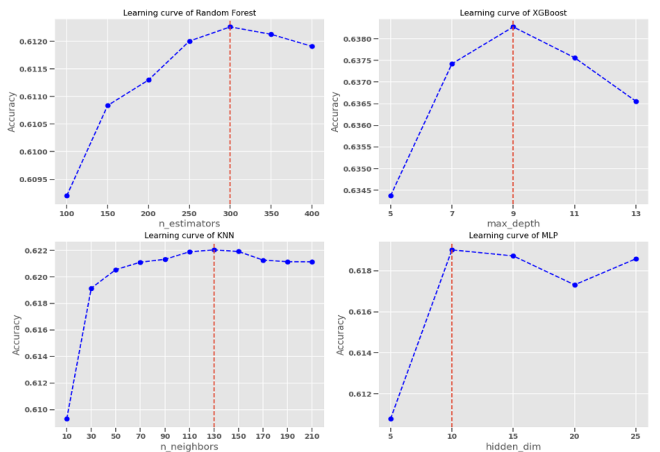 Learning curve of Random Forest
Accuracy
0.6120
0.6115
0.6110
0.6105
0.6100
0.6095
100 150 200 250 300 350 400
n_estimators
Learning curve of XGBoost
Accuracy
0.6380
0.6375
0.6370
0.6365
0.6360
0.6355
0.6350
0.6345
5 7 9 11 13
max_depth
Learning curve of KNN
Accuracy
0.622
0.620
0.618
0.616
0.614
0.612
0.610
10 30 50 70 90 110 130 150 170 190 210
n_neighbors
Learning curve of MLP
Accuracy
0.618
0.616
0.614
0.612
5 10 15 20 25
hidden_dim